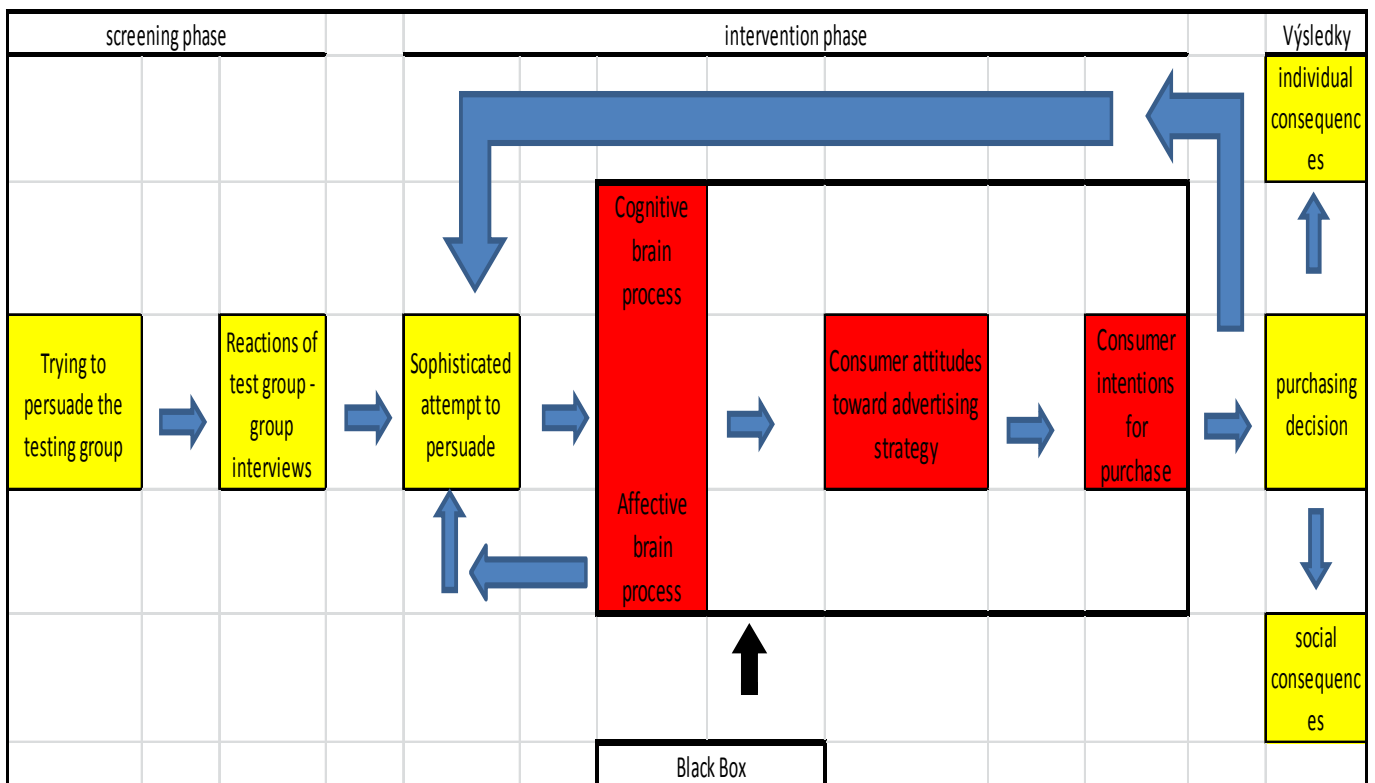 screening phase
intervention phase
Výsledky
individual
consequenc
es
Cognitive
brain
process
Trying to
persuade the
testing group
Reactions of
test group -
group
interviews
Sophisticated
attempt to
persuade
Consumer attitudes
toward advertising
strategy
Consumer
intentions
for
purchase
purchasing
decision
Affective
brain
process
social
consequenc
es
Black Box